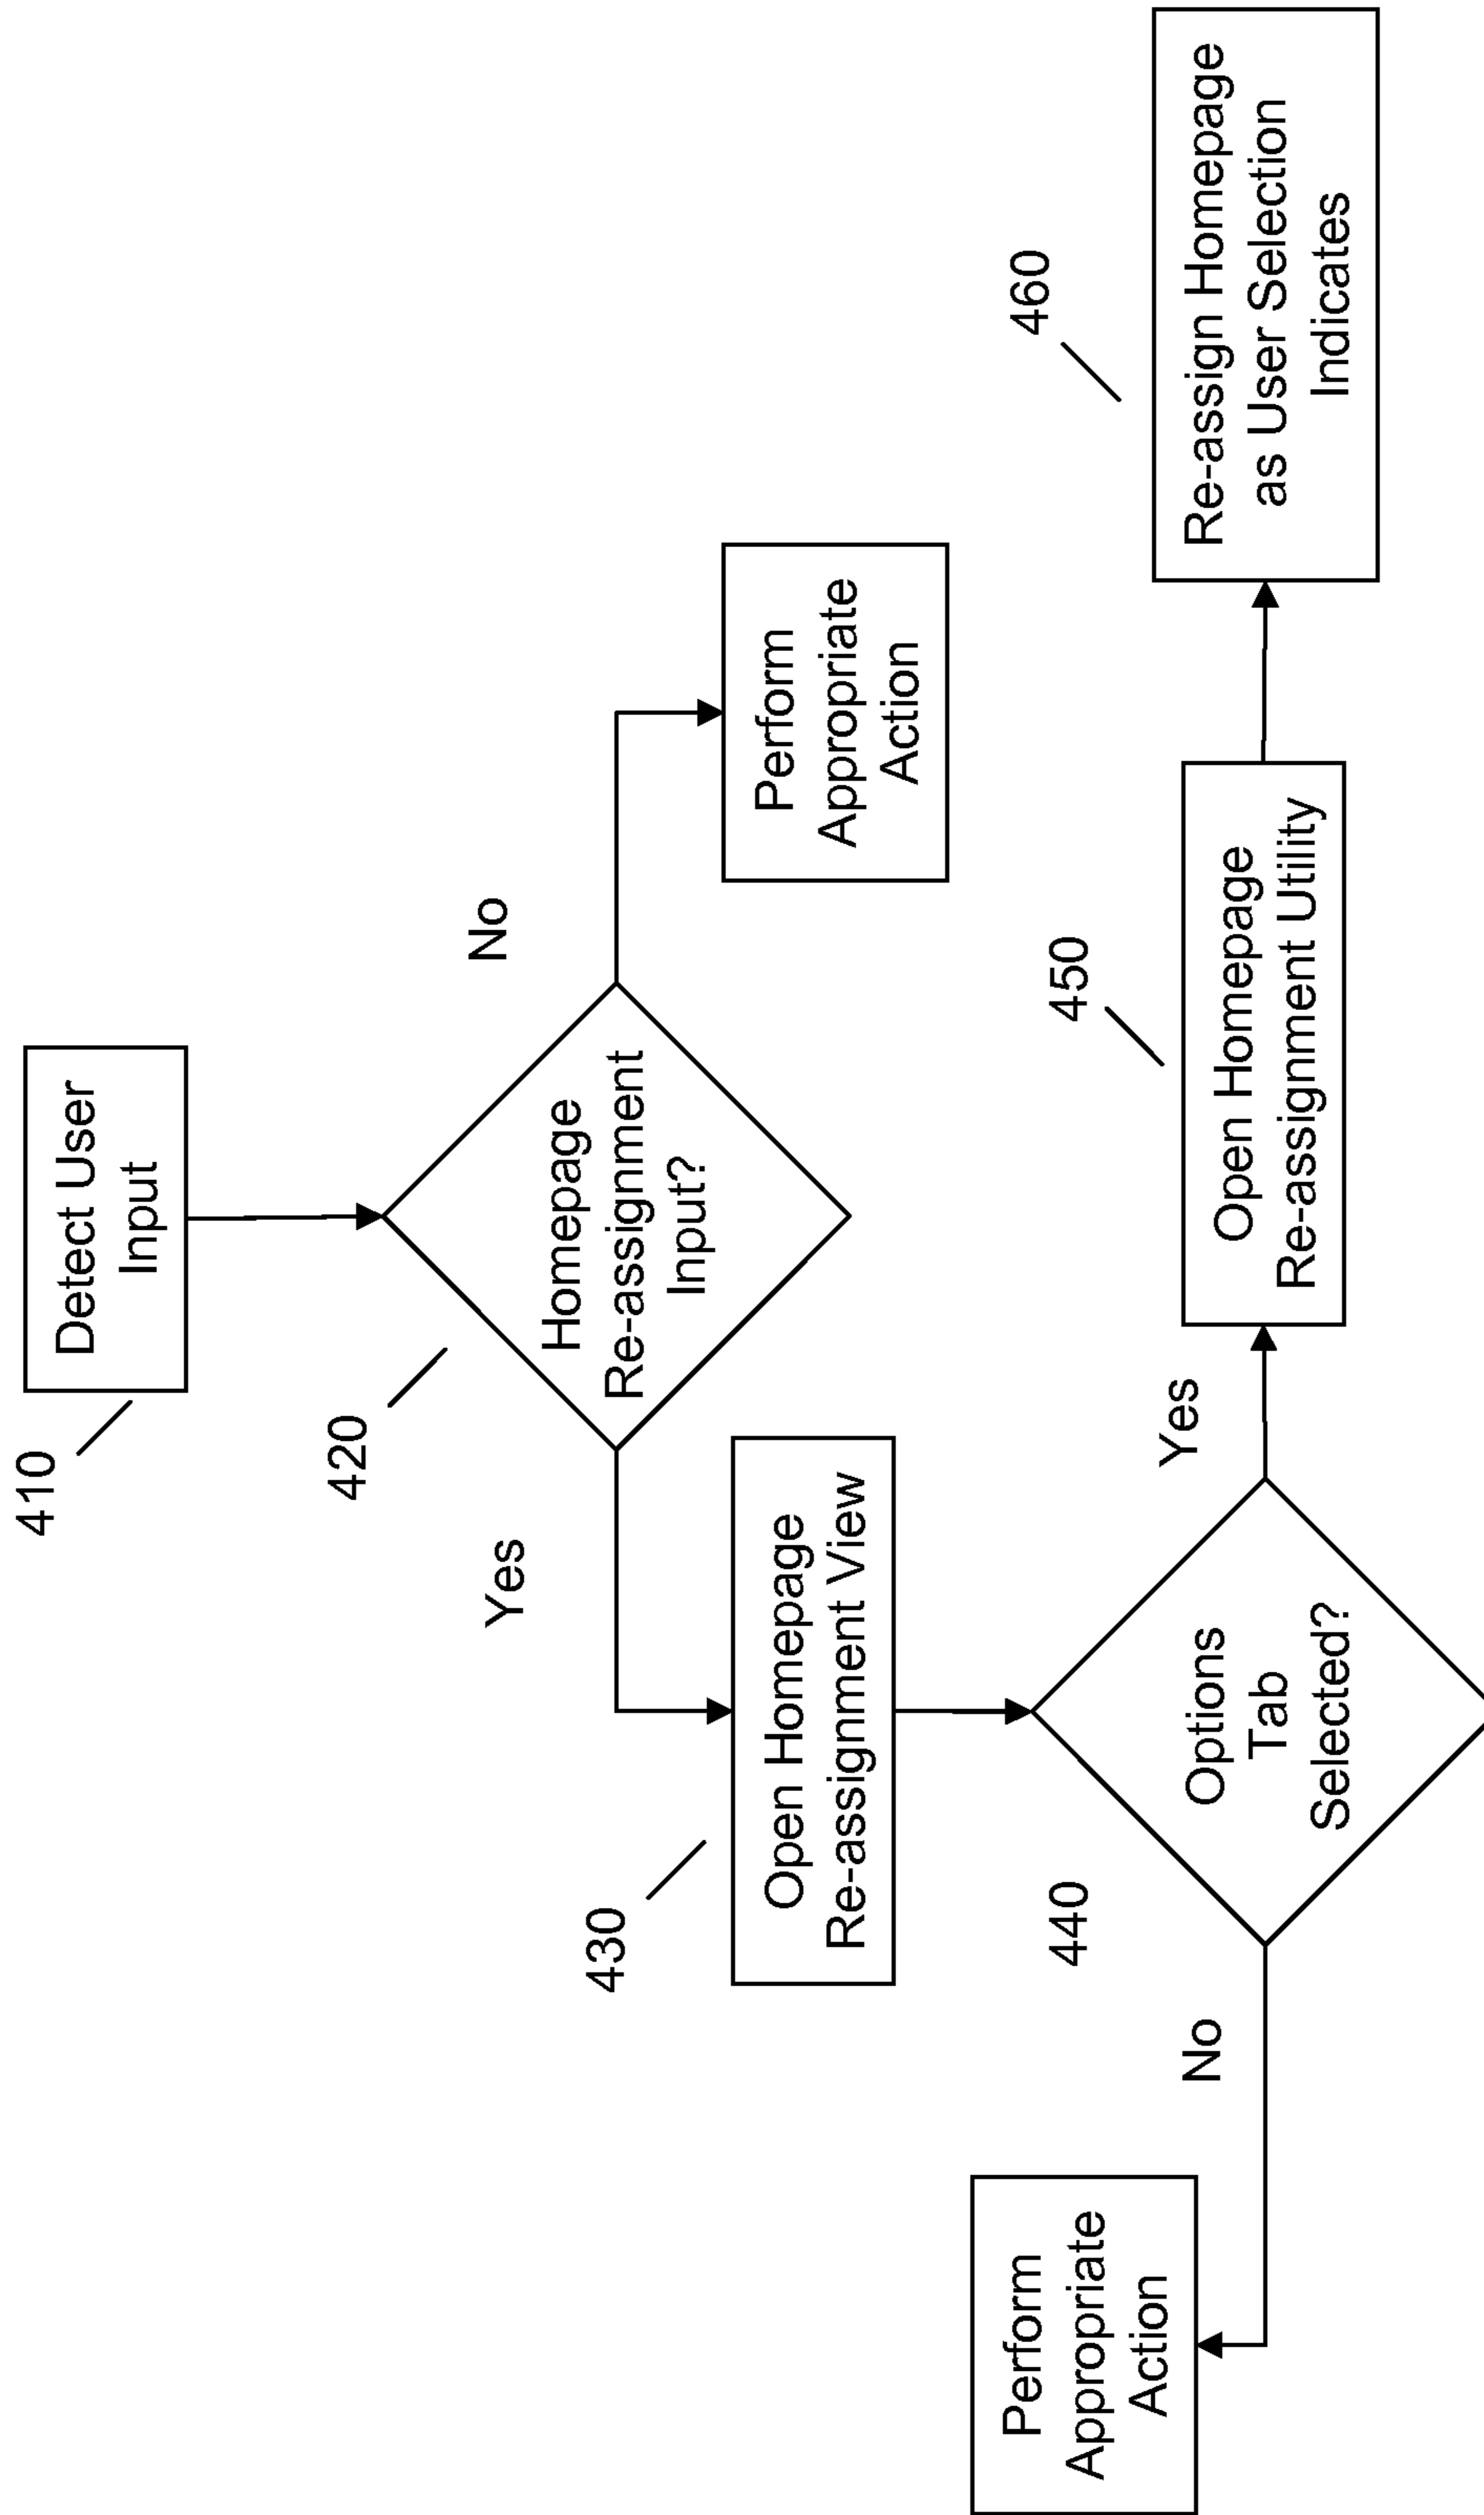 410
Detect User
Input
420
Homepage
Re-assignment
Input?
Yes
No
430
Open Homepage
Re-assignment View
Perform
Appropriate
Action
440
Options
Tab
Selected?
No
Yes
Perform
Appropriate
Action
450
Open Homepage
Re-assignment Utility
460
Re-assign Homepage
as User Selection
Indicates